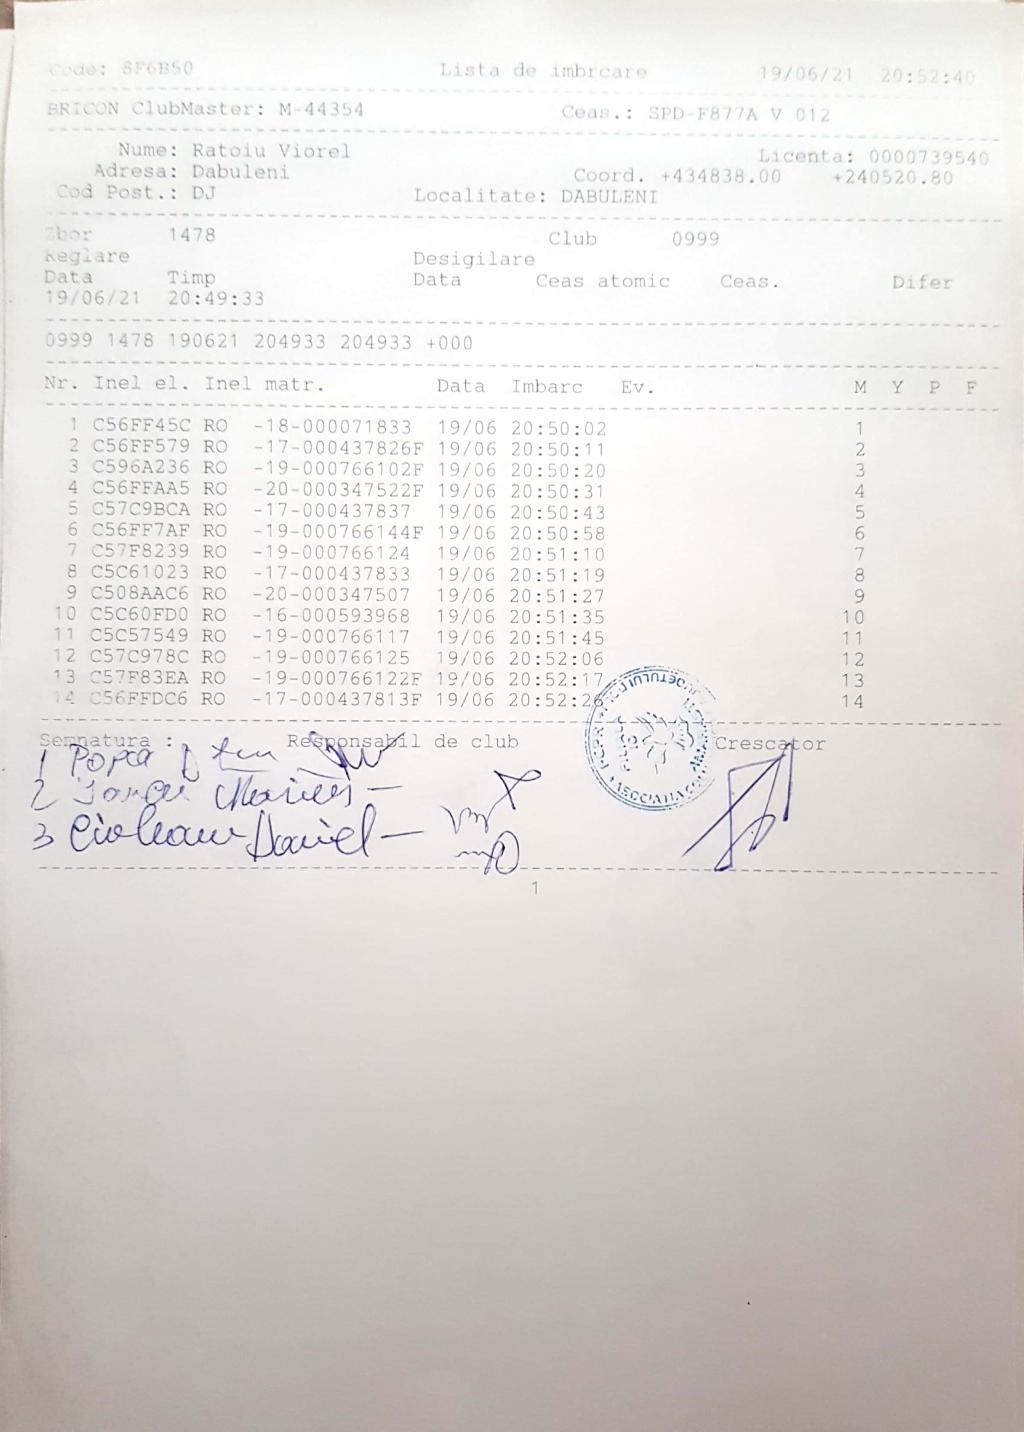 Code: 8F6B50 Lista de imbrcare 19/06/21 20:52:40
BRICON ClubMaster: M-44354 Ceas.: SPD-F877A V 012
Nume: Ratoiu Viorel Licenta: 0000739540
Adresa: Dabuleni Coord. +434838.00 +240520.80
Cod Post.: DJ Localitate: DABULENI
Zbor 1478 Club 0999
Reglare Desigilare
Data Timp Data Ceas atomic Ceas. Difer
19/06/21 20:49:33
0999 1478 190621 204933 204933 +000
Nr. Inel el. Inel matr. Data Imbarc Ev. M Y P F
1 C56FF45C RO -18-000071833 19/06 20:50:02 1
2 C56FF579 RO -17-000437826F 19/06 20:50:11 2
3 C596A236 RO -19-000766102F 19/06 20:50:20 3
4 C56FFAA5 RO -20-000347522F 19/06 20:50:31 4
5 C57C9BCA RO -17-000437837 19/06 20:50:43 5
6 C56FF7AF RO -19-000766144F 19/06 20:50:58 6
7 C57F8239 RO -19-000766124 19/06 20:51:10 7
8 C5C61023 RO -17-000437833 19/06 20:51:19 8
9 C508AAC6 RO -20-000347507 19/06 20:51:27 9
10 C5C60FD0 RO -16-000593968 19/06 20:51:35 10
11 C5C57549 RO -19-000766117 19/06 20:51:45 11
12 C57C978C RO -19-000766125 19/06 20:52:06 12
13 C57F83EA RO -19-000766122F 19/06 20:52:17 13
14 C56FFDC6 RO -17-000437813F 19/06 20:52:26 14
Semnatura : Responsabil de club Crescator
1 Popa
2
3 Daniel
1